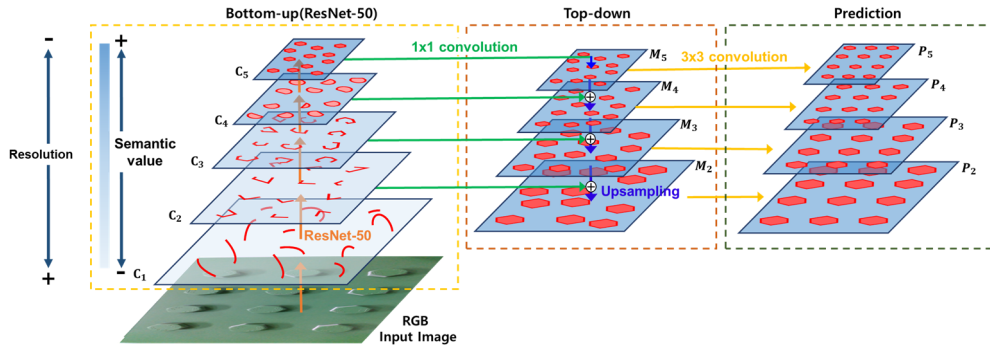 Bottom-up(ResNet-50)
Top-down
Prediction
-
+
Resolution
+
Semantic
value
-
C5
C4
C3
C2
C1
1x1 convolution
ResNet-50
RGB
Input Image
M5
M4
M3
M2
Upsampling
3x3 convolution
P5
P4
P3
P2